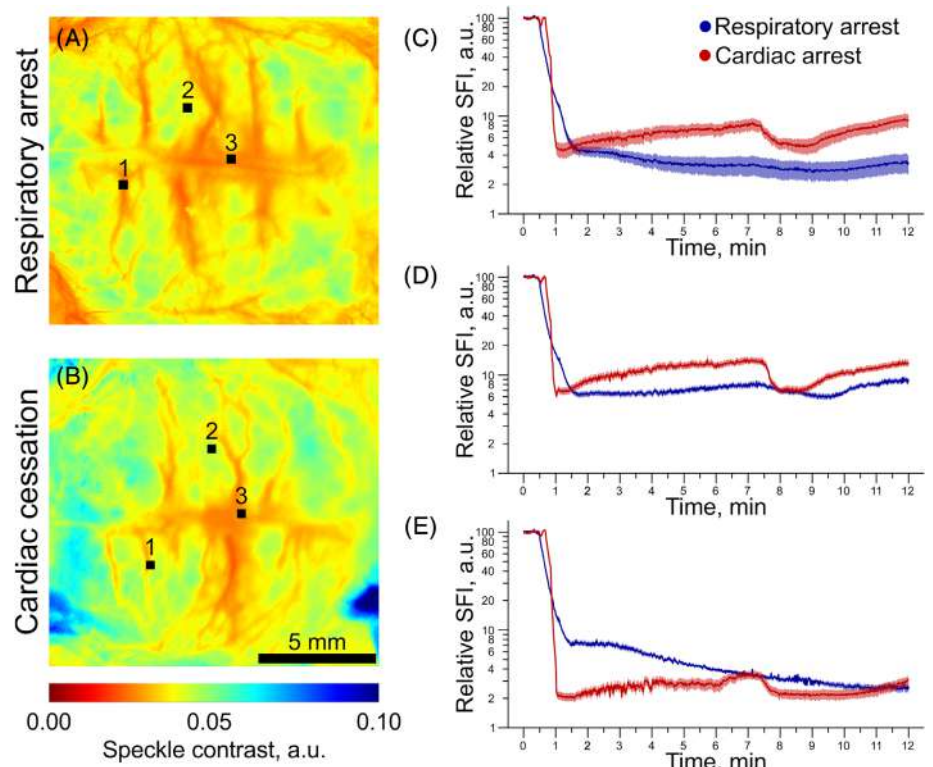 Respiratory arrest
(A)
2
3
1
Cardiac cessation
(B)
2
3
1
5 mm
0.00 0.05 0.10
Speckle contrast, a.u.
(C)
Relative SFI, a.u.
100
80
60
40
20
10
8
6
4
2
1
Respiratory arrest
Cardiac arrest
0 1 2 3 4 5 6 7 8 9 10 11 12
Time, min
(D)
Relative SFI, a.u.
100
80
60
40
20
10
8
6
4
2
1
0 1 2 3 4 5 6 7 8 9 10 11 12
Time, min
(E)
Relative SFI, a.u.
100
80
60
40
20
10
8
6
4
2
1
0 1 2 3 4 5 6 7 8 9 10 11 12
Time, min